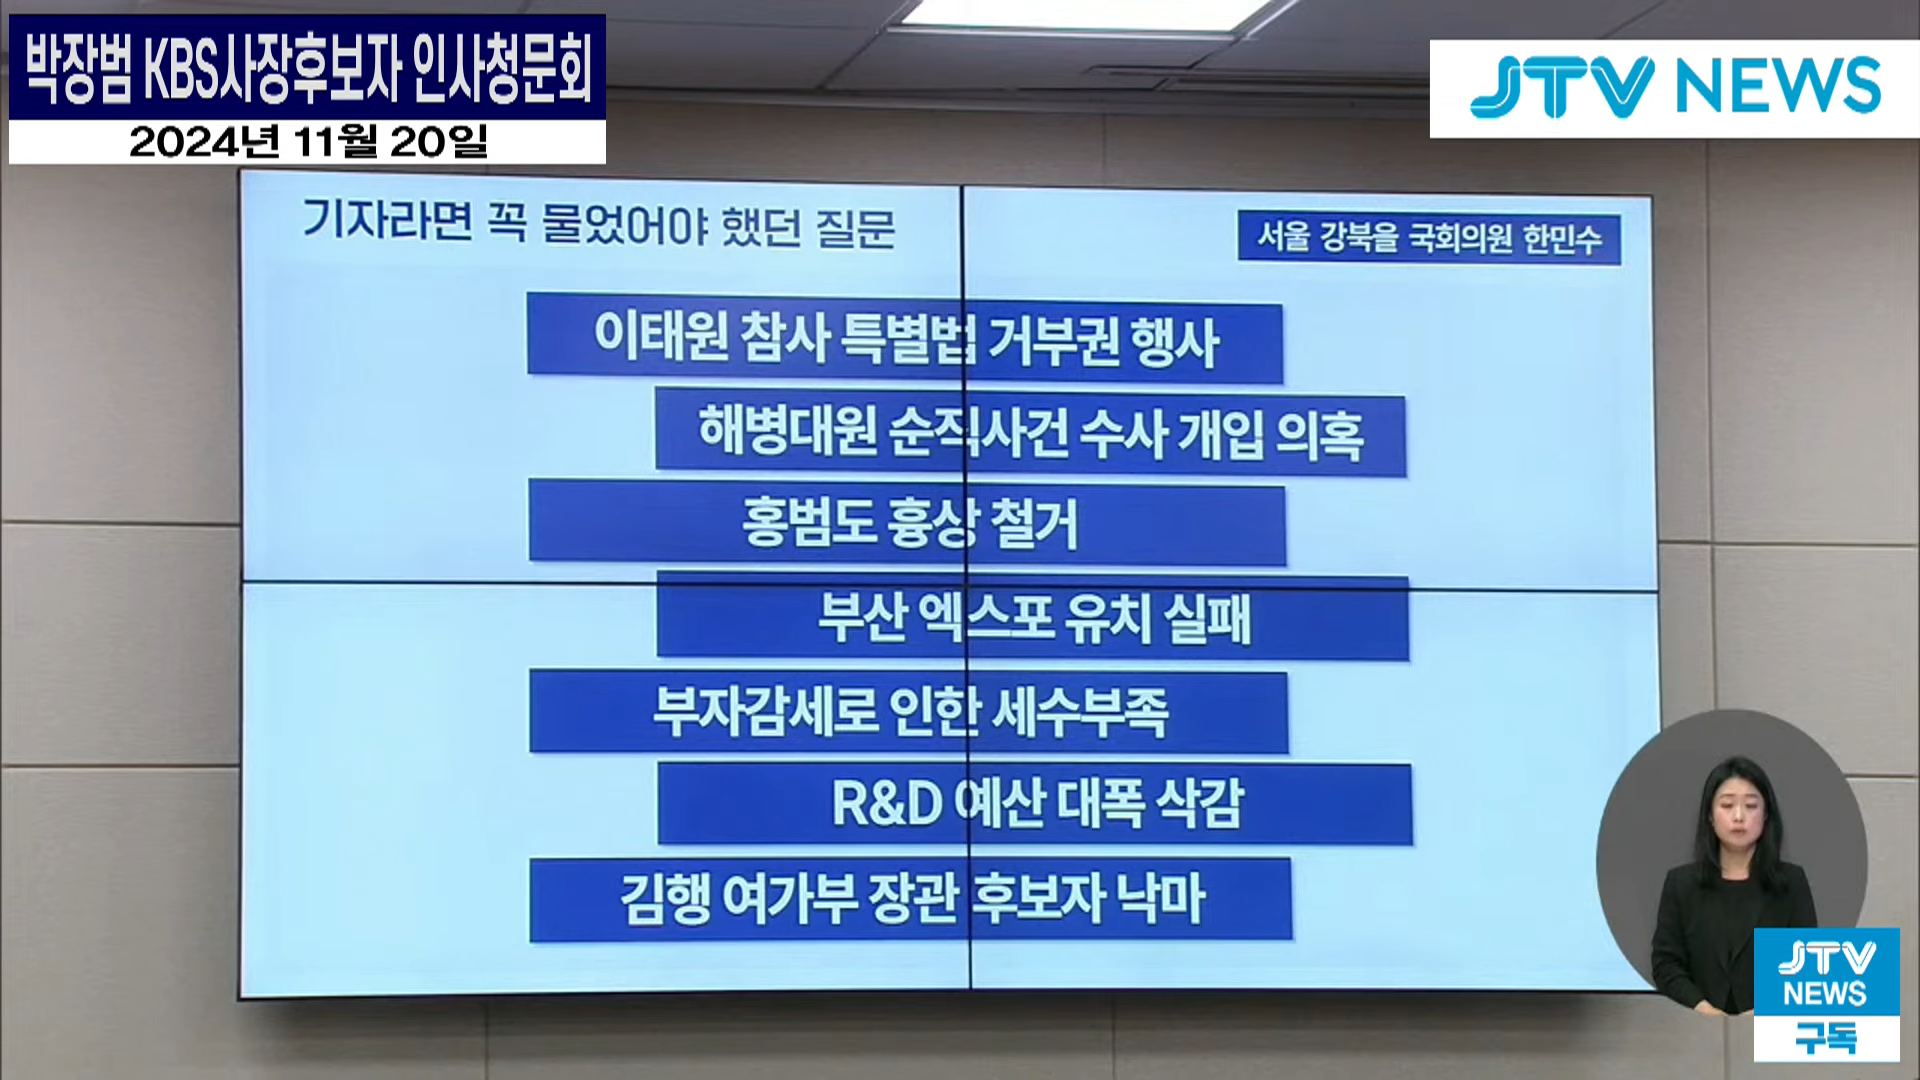 박장범 KBS사장후보자 인사청문회
2024년 11월 20일
JTV NEWS
기자라면 꼭 물었어야 했던 질문
서울 강북을 국회의원 한민수
이태원 참사 특별법 거부권 행사
해병대원 순직사건 수사 개입 의혹
홍범도 흉상 철거
부산 엑스포 유치 실패
부자감세로 인한 세수부족
R&D 예산 대폭 삭감
김행 여가부 장관 후보자 낙마
JTV
NEWS
구독